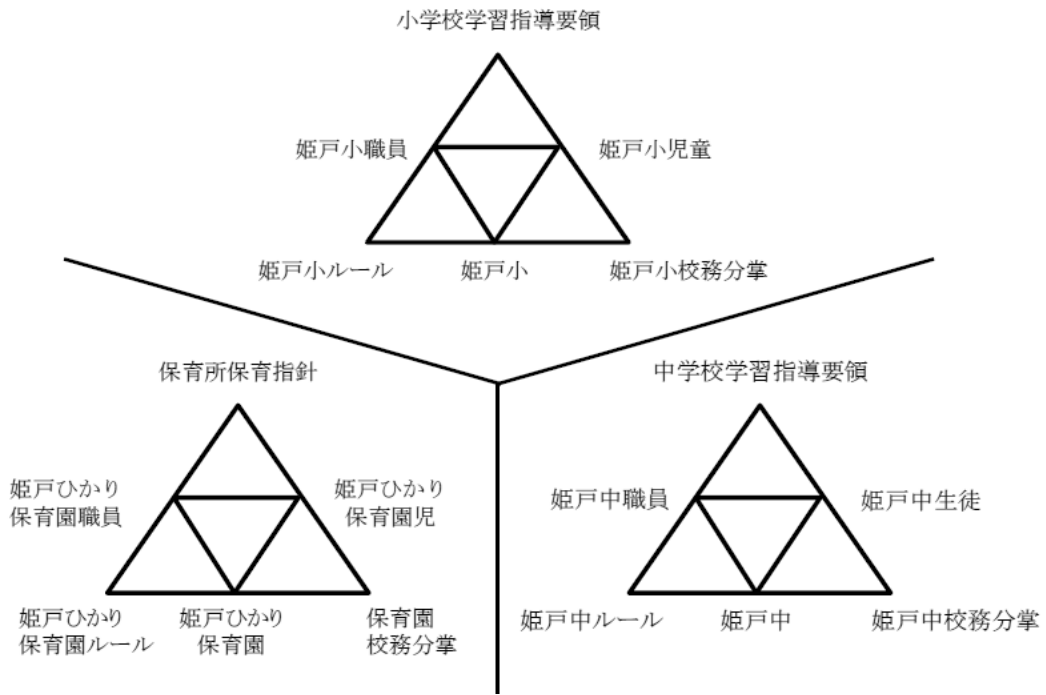 小学校学習指導要領
姫戸小職員
姫戸小児童
姫戸小ルール
姫戸小
姫戸小校務分掌
保育所保育指針
姫戸ひかり
保育園職員
姫戸ひかり
保育園児
姫戸ひかり
保育園ルール
姫戸ひかり
保育園
保育園
校務分掌
中学校学習指導要領
姫戸中職員
姫戸中生徒
姫戸中ルール
姫戸中
姫戸中校務分掌